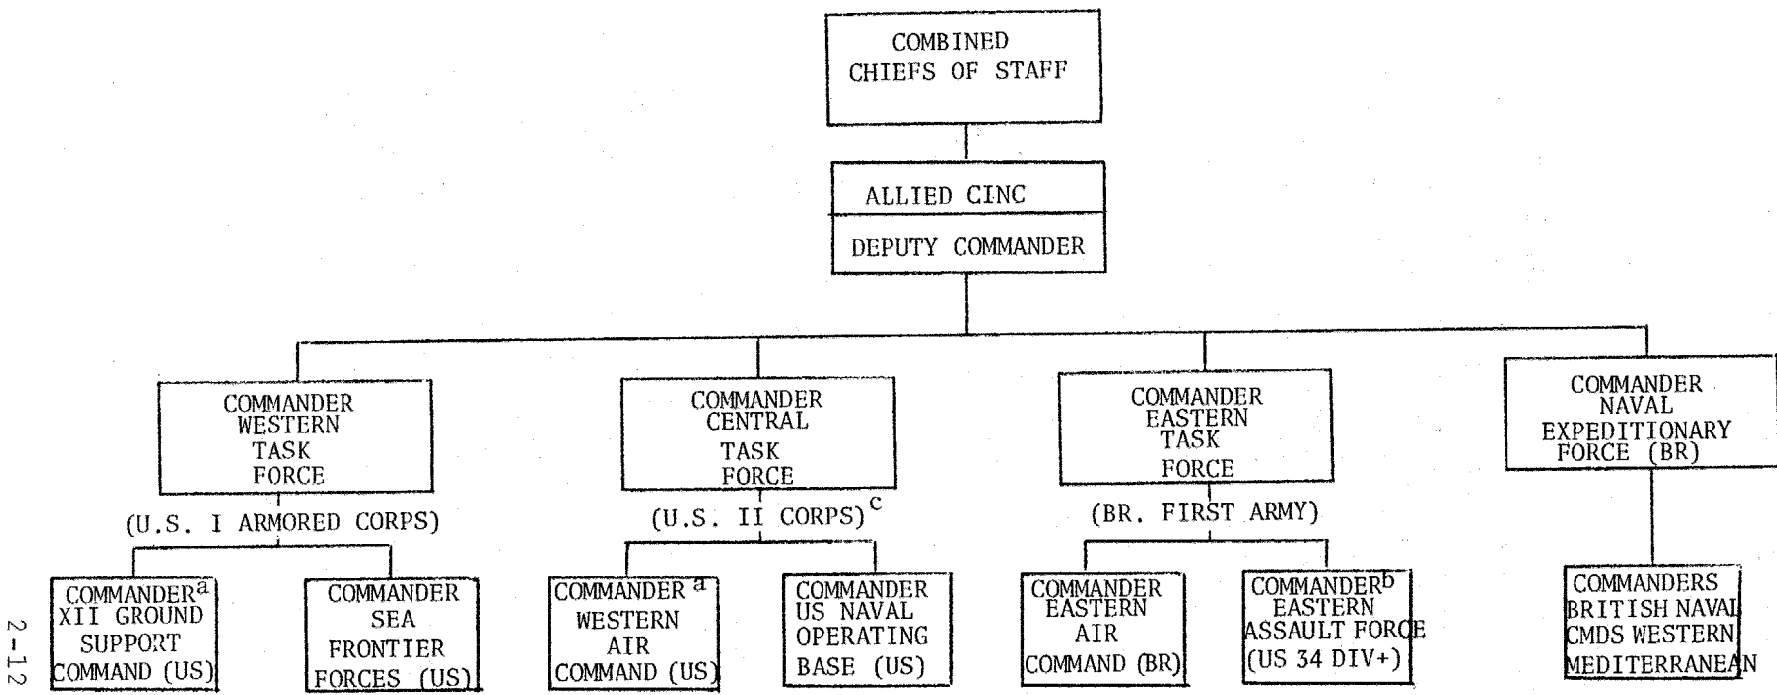 COMBINED
CHIEFS OF STAFF
ALLIED CINC
DEPUTY COMMANDER
COMMANDER
WESTERN
TASK
FORCE
(U.S. I ARMORED CORPS)
COMMANDER
CENTRAL
TASK
FORCE
(U.S. II CORPS)c
COMMANDER
EASTERN
TASK
FORCE
(BR. FIRST ARMY)
COMMANDER
NAVAL
EXPEDITIONARY
FORCE (BR)
COMMANDERa
XII GROUND
SUPPORT
COMMAND (US)
COMMANDER
SEA
FRONTIER
FORCES (US)
COMMANDER a
WESTERN
AIR
COMMAND (US)
COMMANDER
US NAVAL
OPERATING
BASE (US)
COMMANDER
EASTERN
AIR
COMMAND (BR)
COMMANDERb
EASTERN
ASSAULT FORCE
(US 34 DIV+)
COMMANDERS
BRITISH NAVAL
CMDS WESTERN
MEDITERRANEAN
2-12